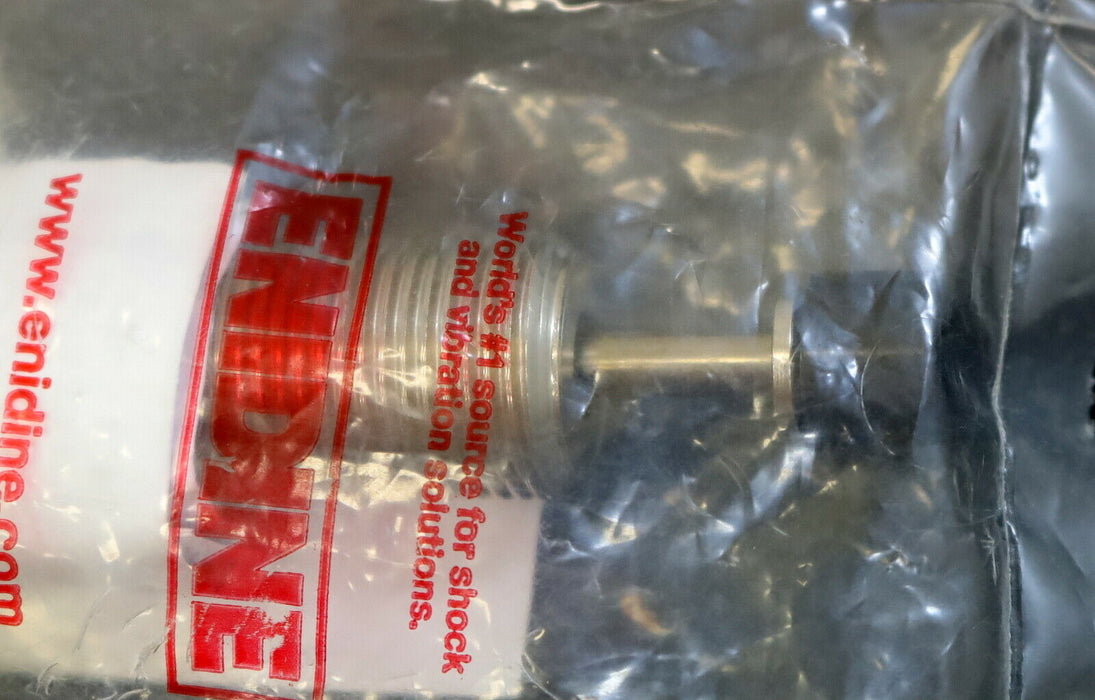 ENIDINE
World's #1 source for shock
and vibration solutions.
www.enidine.com